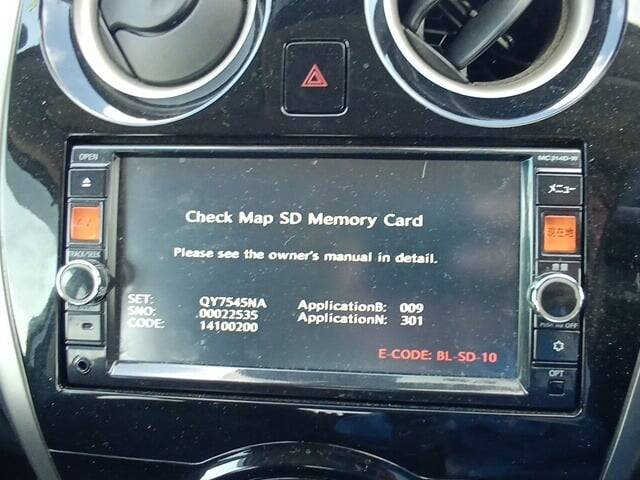 OPEN
MC314D-W
メニュー
現在地
TRACK/SEEK
音量
Check Map SD Memory Card
Please see the owner's manual in detail.
SET: QY7545NA ApplicationB: 009
SNO: .00022535 ApplicationN: 301
CODE: 14100200
E-CODE: BL-SD-10
PUSH OFF
OPT